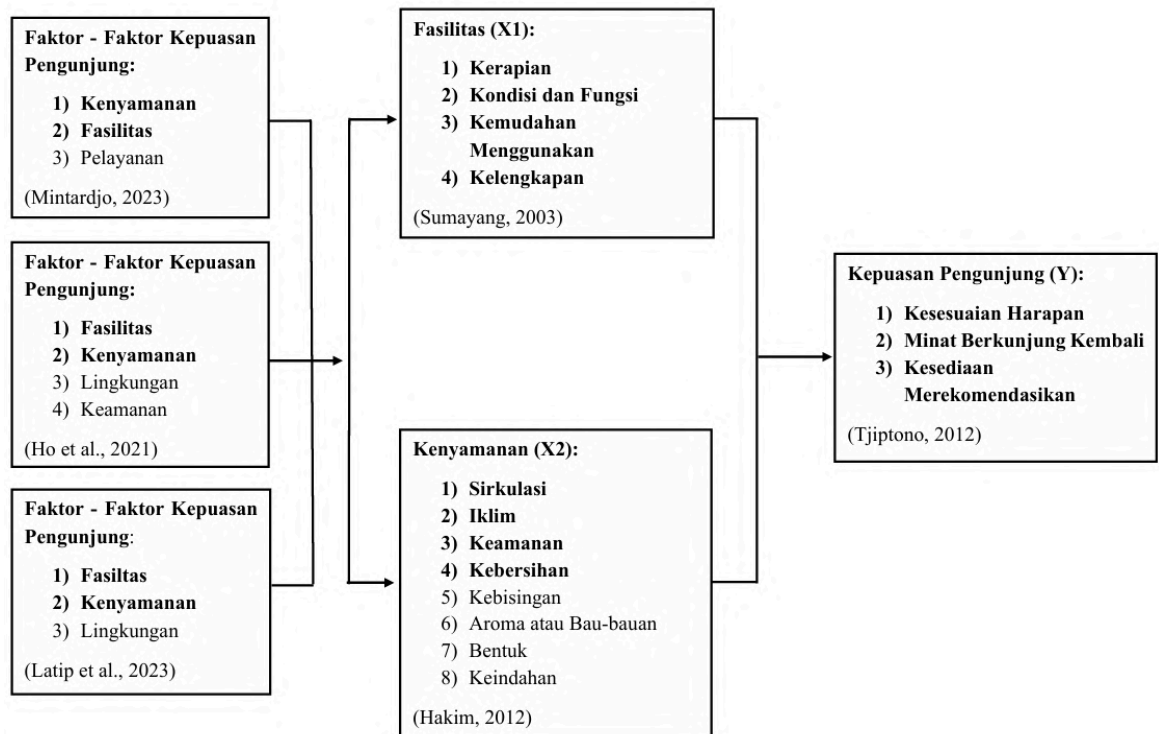 Faktor - Faktor Kepuasan
Pengunjung:
1) Kenyamanan
2) Fasilitas
3) Pelayanan
(Mintardjo, 2023)
Faktor - Faktor Kepuasan
Pengunjung:
1) Fasilitas
2) Kenyamanan
3) Lingkungan
4) Keamanan
(Ho et al., 2021)
Faktor - Faktor Kepuasan
Pengunjung:
1) Fasiltas
2) Kenyamanan
3) Lingkungan
(Latip et al., 2023)
Fasilitas (X1):
1) Kerapian
2) Kondisi dan Fungsi
3) Kemudahan
Menggunakan
4) Kelengkapan
(Sumayang, 2003)
Kenyamanan (X2):
1) Sirkulasi
2) Iklim
3) Keamanan
4) Kebersihan
5) Kebisingan
6) Aroma atau Bau-bauan
7) Bentuk
8) Keindahan
(Hakim, 2012)
Kepuasan Pengunjung (Y):
1) Kesesuaian Harapan
2) Minat Berkunjung Kembali
3) Kesediaan
Merekomendasikan
(Tjiptono, 2012)